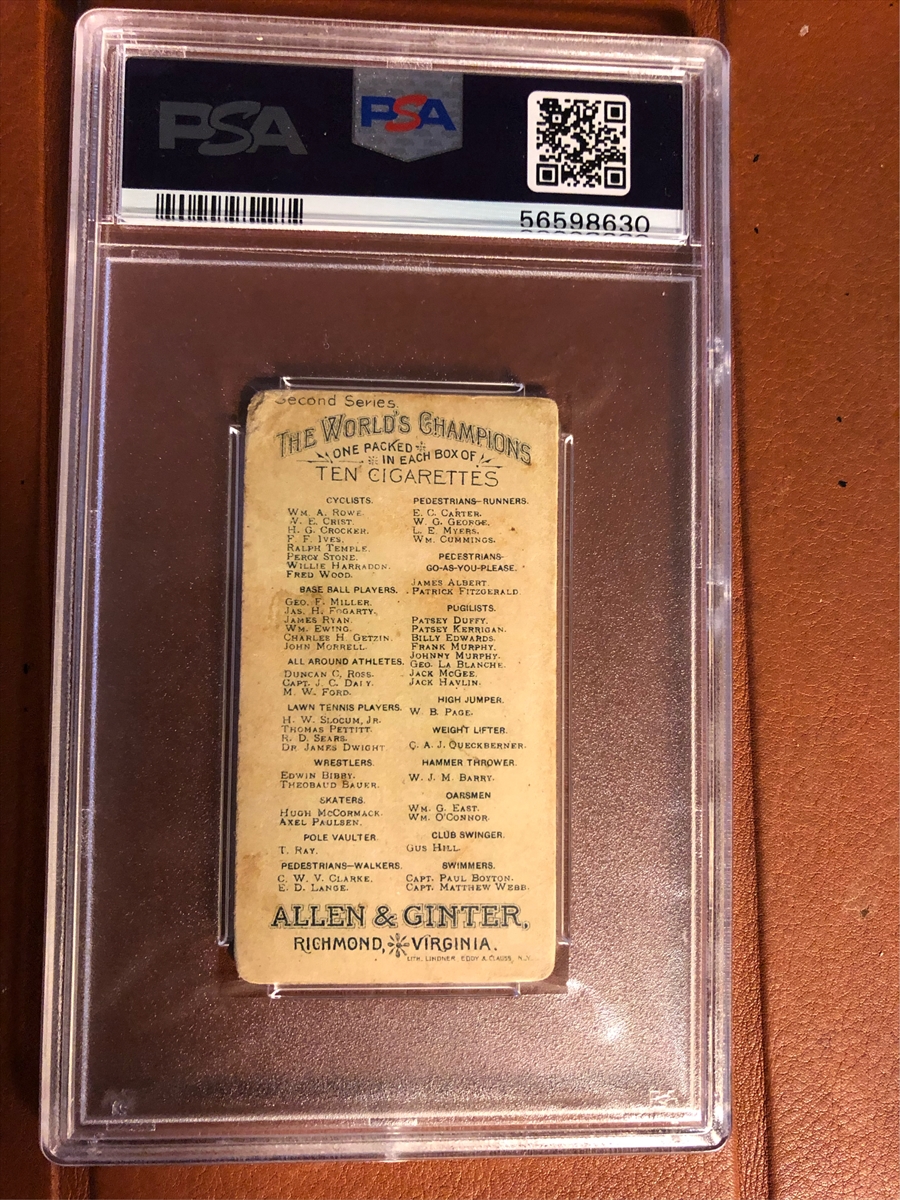 PSA
PSA
56598630
Second Series.
THE WORLD'S CHAMPIONS
ONE PACKED
IN EACH BOX OF
TEN CIGARETTES
CYCLISTS.
WM. A. ROWE.
W. E. CRIST.
H. G. CROCKER.
F. F. IVES.
RALPH TEMPLE.
PERCY STONE.
WILLIE HARRADON.
FRED WOOD.
BASE BALL PLAYERS.
GEO. F. MILLER.
JAS. H. FOGARTY.
JAMES RYAN.
WM. EWING.
CHARLES H. GETZIN.
JOHN MORRELL.
ALL AROUND ATHLETES.
DUNCAN C. ROSS.
CAPT. J. C. DALY.
M. W. FORD.
LAWN TENNIS PLAYERS.
H. W. SLOCUM, JR.
THOMAS PETTITT.
R. D. SEARS.
DR JAMES DWIGHT
WRESTLERS.
EDWIN BIBBY.
THEOBAUD BAUER.
SKATERS.
HUGH MCCORMACK.
AXEL PAULSEN.
POLE VAULTER.
T. RAY.
PEDESTRIANS-WALKERS.
C. W. V. CLARKE.
E. D. LANGE.
PEDESTRIANS-RUNNERS.
E. C. CARTER.
W. G. GEORGE.
L. E. MYERS.
WM. CUMMINGS.
PEDESTRIANS-
GO-AS-YOU-PLEASE.
JAMES ALBERT.
PATRICK FITZGERALD
PUGILISTS.
PATSEY DUFFY.
PATSEY KERRIGAN.
BILLY EDWARDS.
FRANK MURPHY.
JOHNNY MURPHY.
GEO. LA BLANCHE.
JACK MCGEE.
JACK HAVLIN.
HIGH JUMPER.
W. B. PAGE.
WEIGHT LIFTER.
C. A. J. QUECKBERNER.
HAMMER THROWER.
W. J. M. BARRY.
OARSMEN
WM. G. EAST.
WM. O'CONNOR.
CLUB SWINGER.
GUS HILL.
SWIMMERS.
CAPT. PAUL BOYTON.
CAPT. MATTHEW WEBB.
ALLEN & GINTER,
RICHMOND, VIRGINIA.
LITH. LINDNER, EDDY & CLAUSS, N.Y.